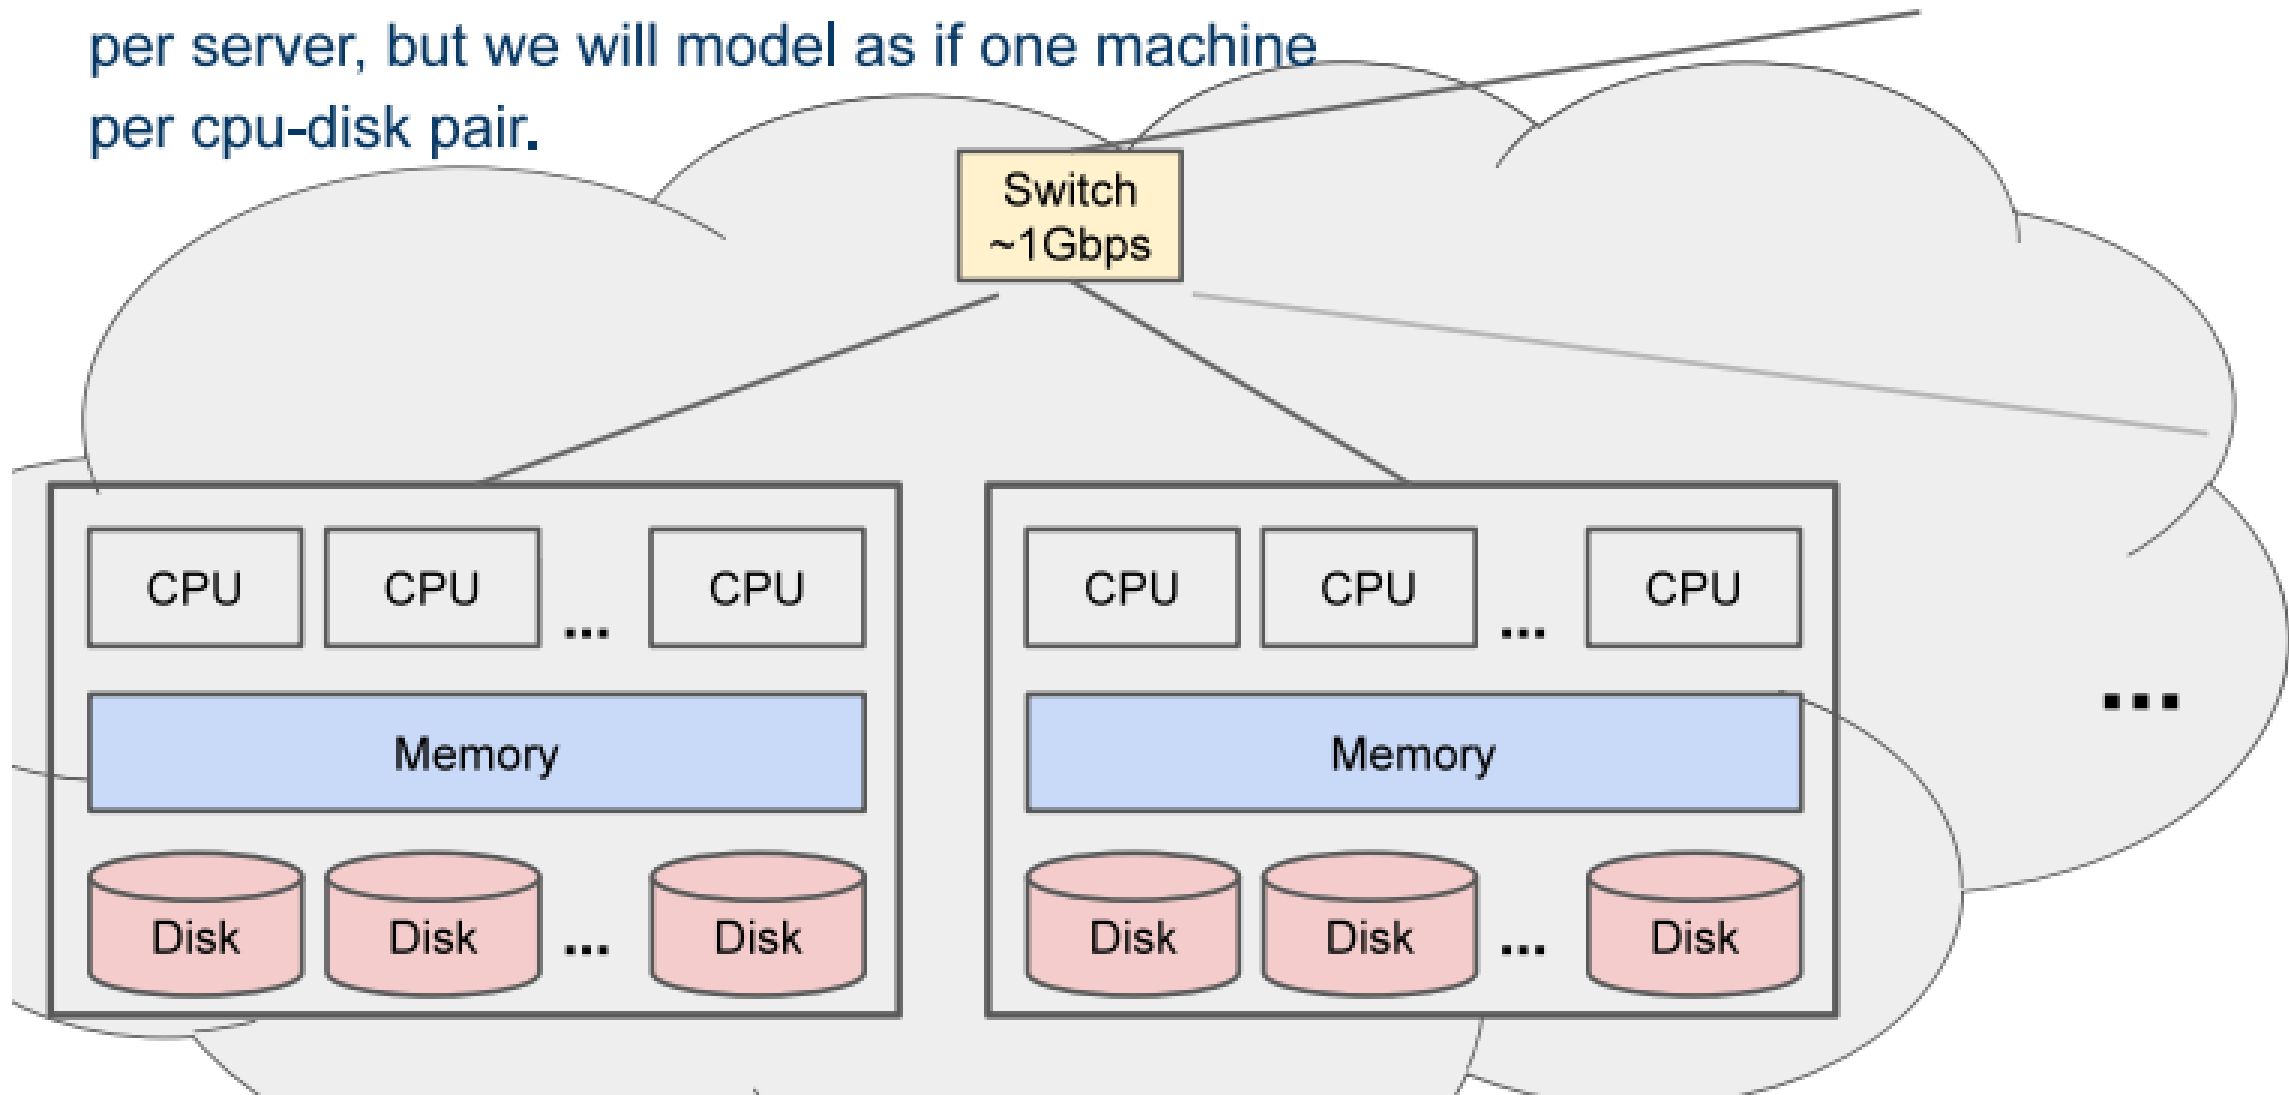 per server, but we will model as if one machine
per cpu-disk pair.
Switch
~1Gbps
CPU CPU ... CPU
Memory
Disk Disk ... Disk
CPU CPU ... CPU
Memory
Disk Disk ... Disk
...